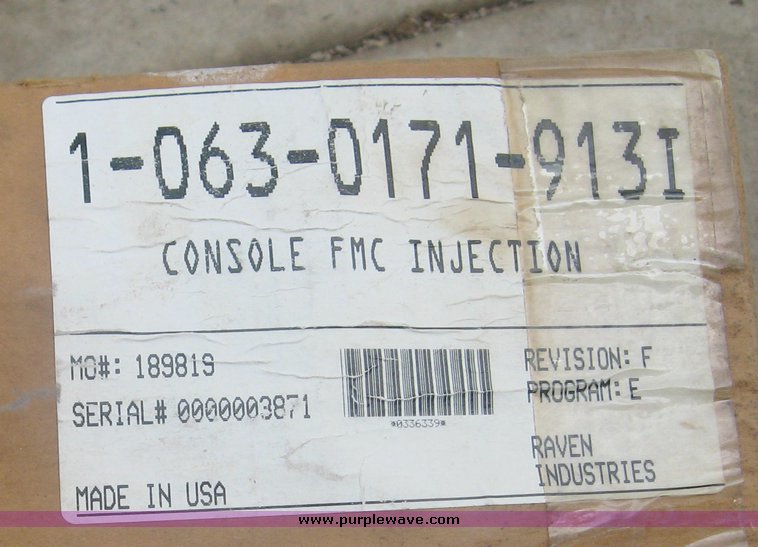 1-063-0171-913I
CONSOLE FMC INJECTION
MO#: 189819
SERIAL# 0000003871
*0336339*
REVISION: F
PROGRAM: E
RAVEN
INDUSTRIES
MADE IN USA
www.purplewave.com